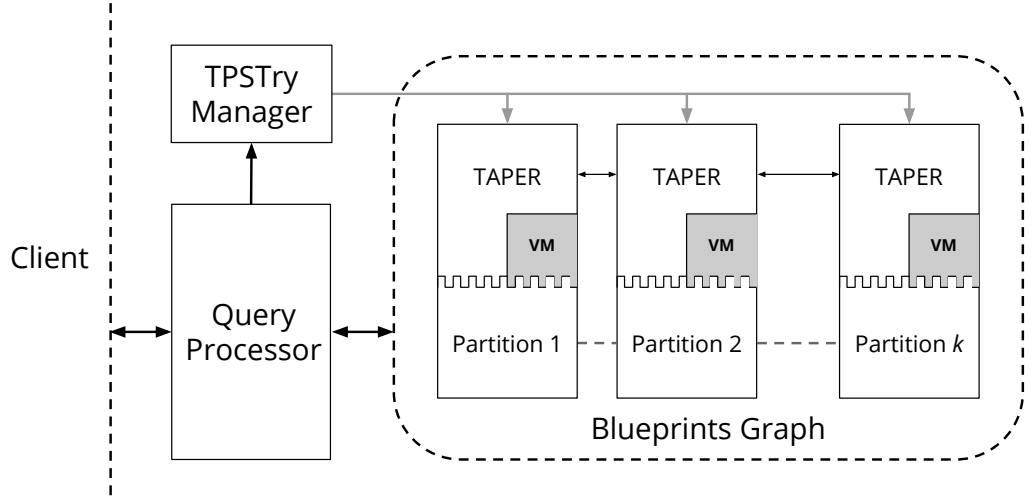 TPSTry
Manager
TAPER
TAPER
TAPER
VM
VM
VM
Client
Query
Processor
Partition 1
Partition 2
Partition k
Blueprints Graph